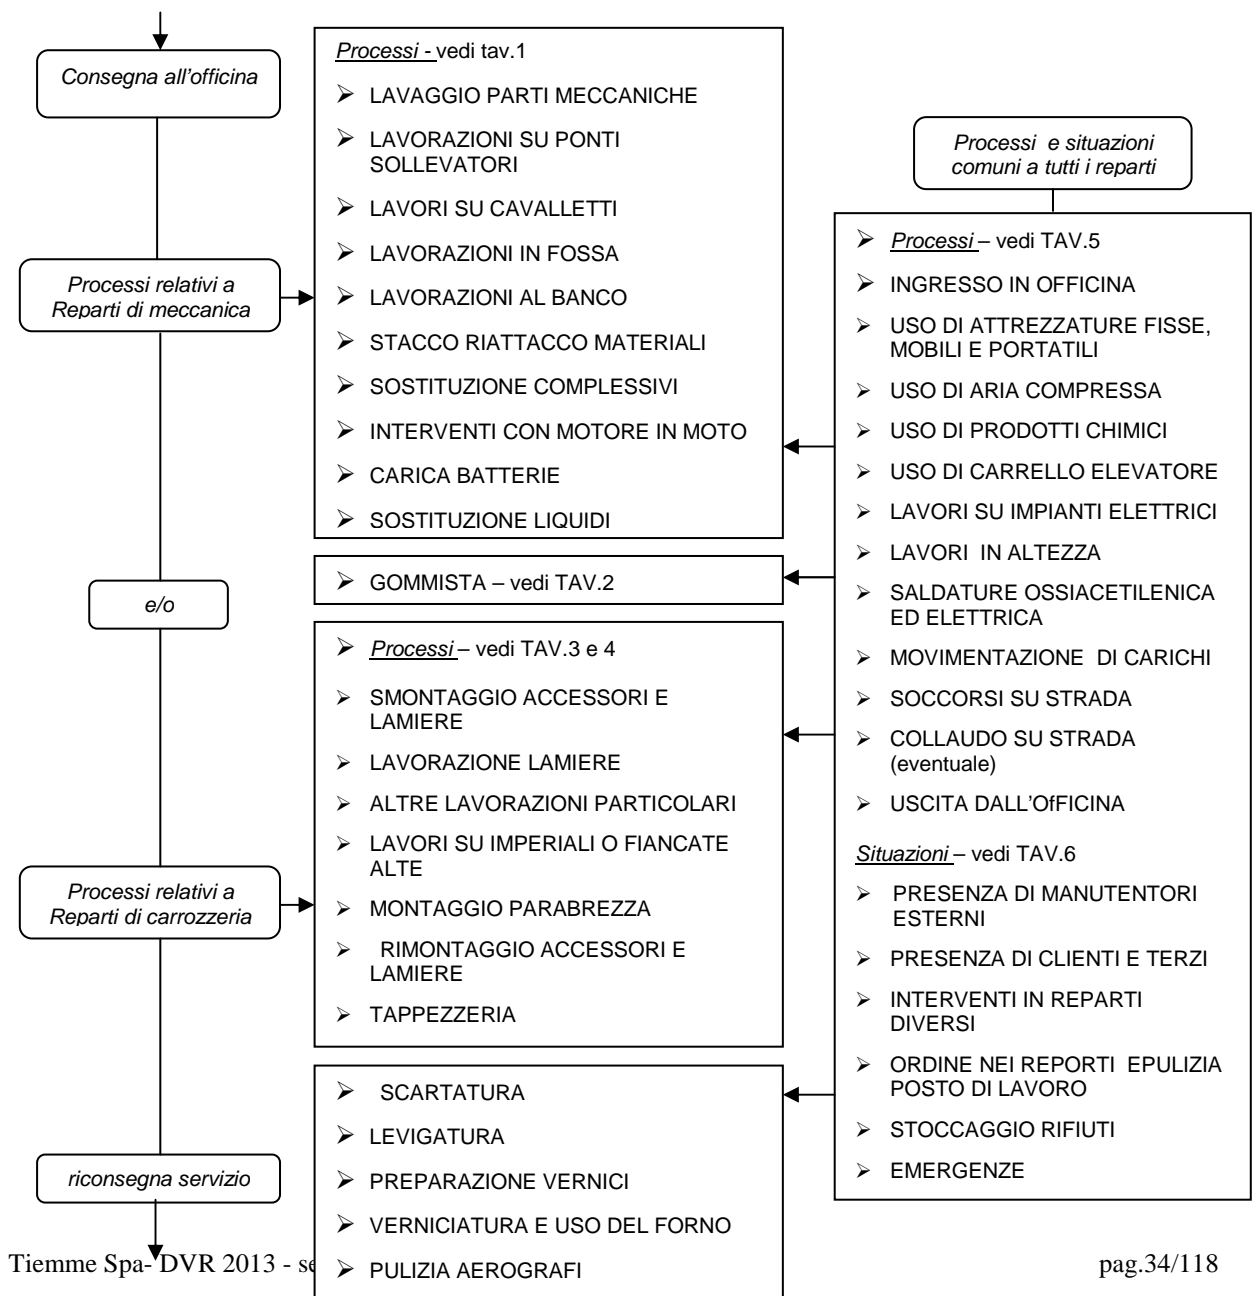 Consegna all'officina
Processi relativi a
Reparti di meccanica
e/o
Processi relativi a
Reparti di carrozzeria
riconsegna servizio
Processi - vedi tav.1
➢ LAVAGGIO PARTI MECCANICHE
➢ LAVORAZIONI SU PONTI
SOLLEVATORI
➢ LAVORI SU CAVALLETTI
➢ LAVORAZIONI IN FOSSA
➢ LAVORAZIONI AL BANCO
➢ STACCO RIATTACCO MATERIALI
➢ SOSTITUZIONE COMPLESSIVI
➢ INTERVENTI CON MOTORE IN MOTO
➢ CARICA BATTERIE
➢ SOSTITUZIONE LIQUIDI
➢ GOMMISTA – vedi TAV.2
➢ Processi – vedi TAV.3 e 4
➢ SMONTAGGIO ACCESSORI E
LAMIERE
➢ LAVORAZIONE LAMIERE
➢ ALTRE LAVORAZIONI PARTICOLARI
➢ LAVORI SU IMPERIALI O FIANCATE
ALTE
➢ MONTAGGIO PARABREZZA
➢ RIMONTAGGIO ACCESSORI E
LAMIERE
➢ TAPPEZZERIA
➢ SCARTATURA
➢ LEVIGATURA
➢ PREPARAZIONE VERNICI
➢ VERNICIATURA E USO DEL FORNO
➢ PULIZIA AEROGRAFI
Processi e situazioni
comuni a tutti i reparti
➢ Processi – vedi TAV.5
➢ INGRESSO IN OFFICINA
➢ USO DI ATTREZZATURE FISSE,
MOBILI E PORTATILI
➢ USO DI ARIA COMPRESSA
➢ USO DI PRODOTTI CHIMICI
➢ USO DI CARRELLO ELEVATORE
➢ LAVORI SU IMPIANTI ELETTRICI
➢ LAVORI IN ALTEZZA
➢ SALDATURE OSSIACETILENICA
ED ELETTRICA
➢ MOVIMENTAZIONE DI CARICHI
➢ SOCCORSI SU STRADA
➢ COLLAUDO SU STRADA
(eventuale)
➢ USCITA DALL'OfFICINA
Situazioni – vedi TAV.6
➢ PRESENZA DI MANUTENTORI
ESTERNI
➢ PRESENZA DI CLIENTI E TERZI
➢ INTERVENTI IN REPARTI
DIVERSI
➢ ORDINE NEI REPORTI EPULIZIA
POSTO DI LAVORO
➢ STOCCAGGIO RIFIUTI
➢ EMERGENZE
Tiemme Spa- DVR 2013 - se
pag.34/118